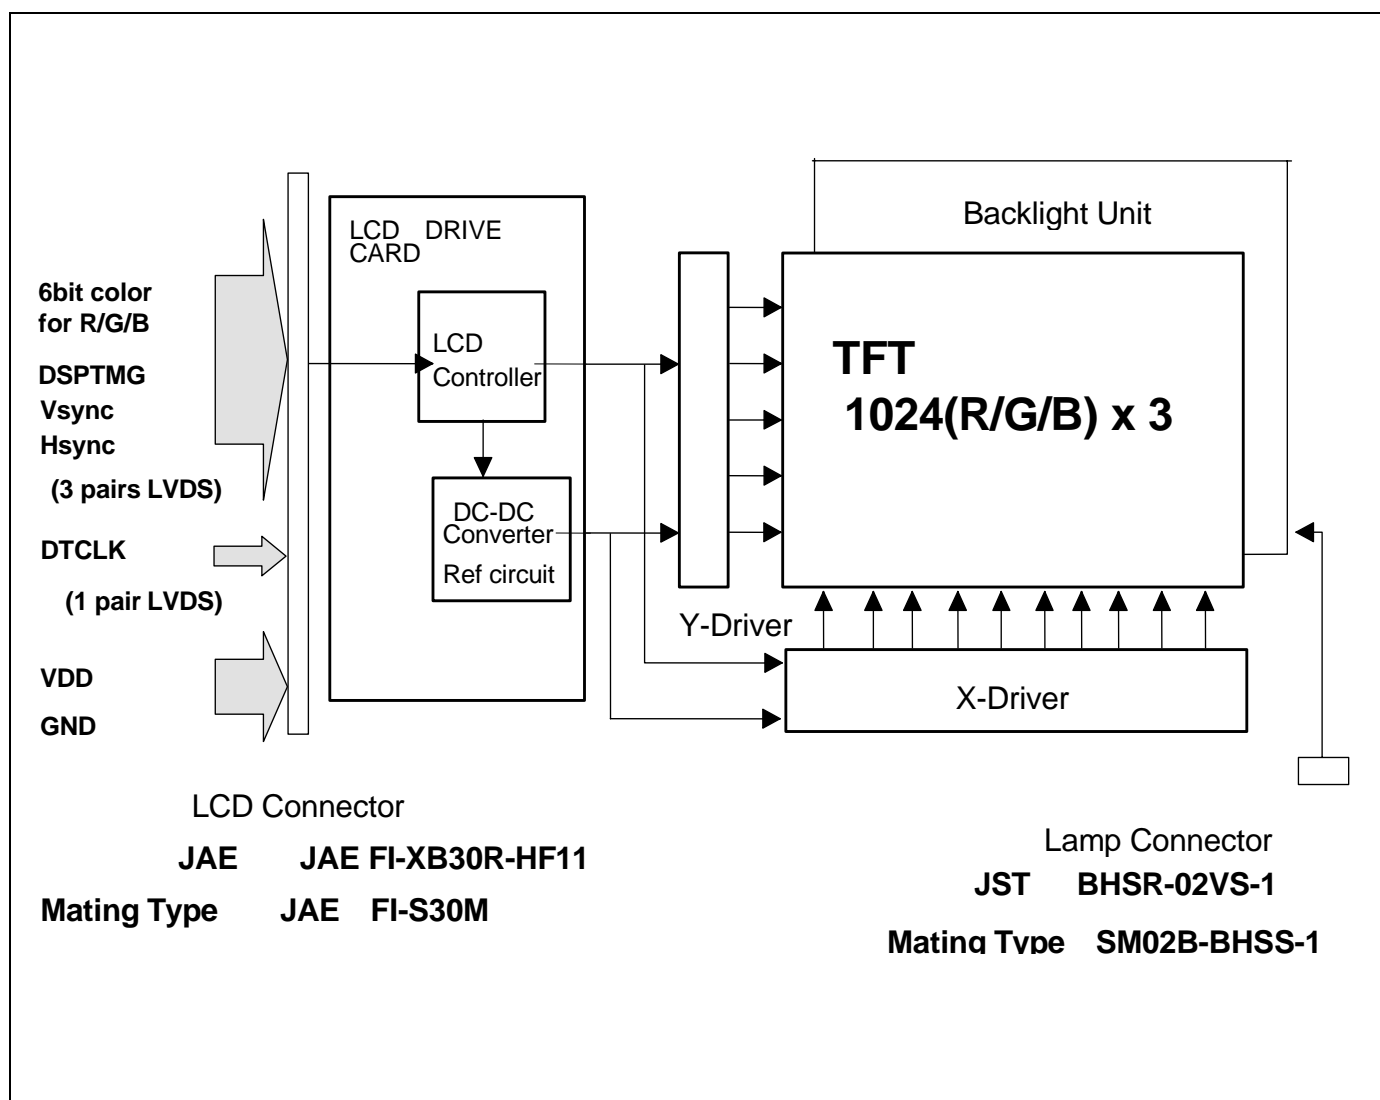 6bit color
for R/G/B
DSPTMG
Vsync
Hsync
(3 pairs LVDS)
DTCLK
(1 pair LVDS)
VDD
GND
LCD DRIVE
CARD
LCD
Controller
DC-DC
Converter
Ref circuit
Backlight Unit
TFT
1024(R/G/B) x 3
Y-Driver
X-Driver
LCD Connector
JAE JAE FI-XB30R-HF11
Mating Type JAE FI-S30M
Lamp Connector
JST BHSR-02VS-1
Mating Type SM02B-BHSS-1